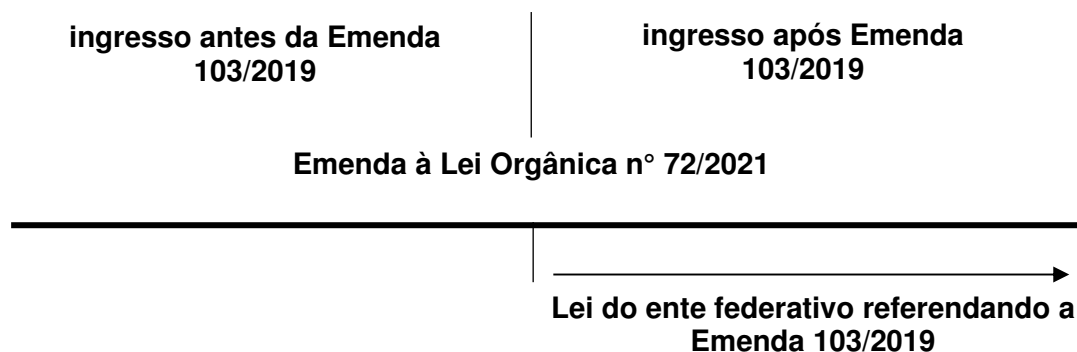 ingresso antes da Emenda
103/2019
ingresso após Emenda
103/2019
Emenda à Lei Orgânica n° 72/2021
Lei do ente federativo referendando a
Emenda 103/2019